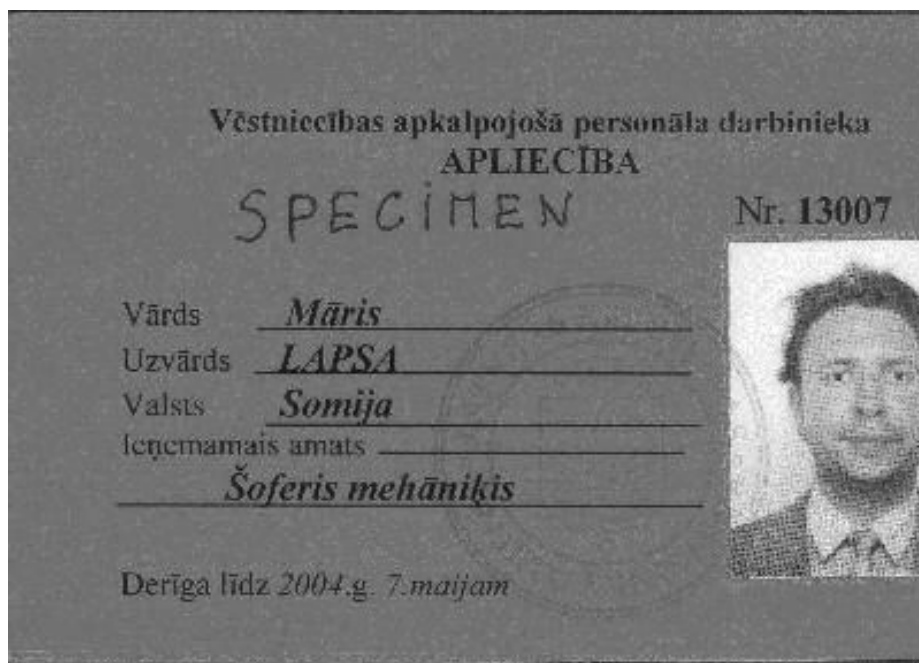 Vēstniecības apkalpojošā personāla darbinieka
APLIECĪBA
SPECIMEN
Nr. 13007
Vārds Māris
Uzvārds LAPSA
Valsts Somija
Ieņemamais amats
Šoferis mehāniķis
Derīga līdz 2004.g. 7.maijam